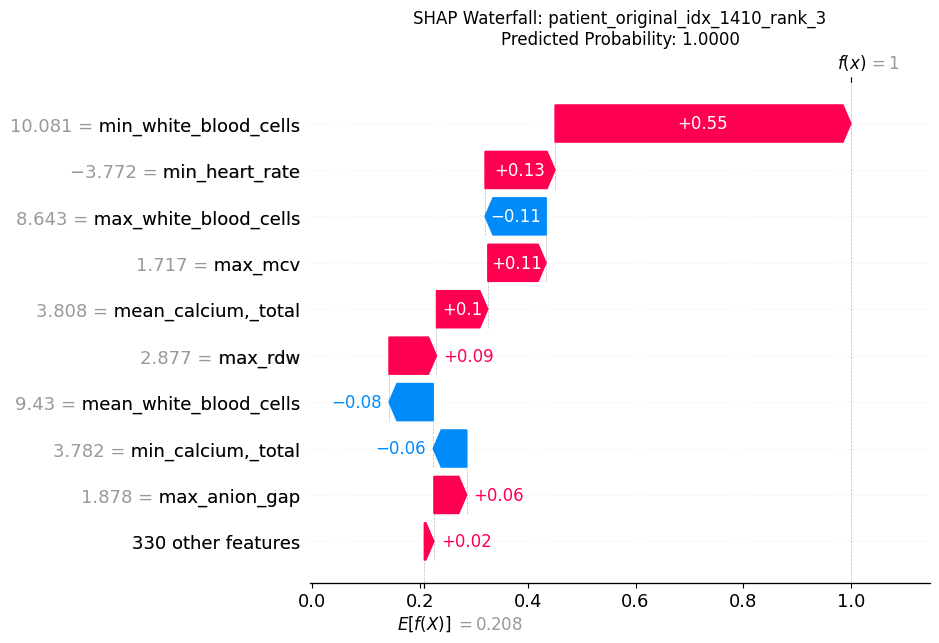 SHAP Waterfall: patient_original_idx_1410_rank_3
Predicted Probability: 1.0000
f(x) = 1
10.081 = min_white_blood_cells +0.55
−3.772 = min_heart_rate +0.13
8.643 = max_white_blood_cells −0.11
1.717 = max_mcv +0.11
3.808 = mean_calcium,_total +0.1
2.877 = max_rdw +0.09
9.43 = mean_white_blood_cells −0.08
3.782 = min_calcium,_total −0.06
1.878 = max_anion_gap +0.06
330 other features +0.02
0.0 0.2 0.4 0.6 0.8 1.0
E[f(X)] = 0.208